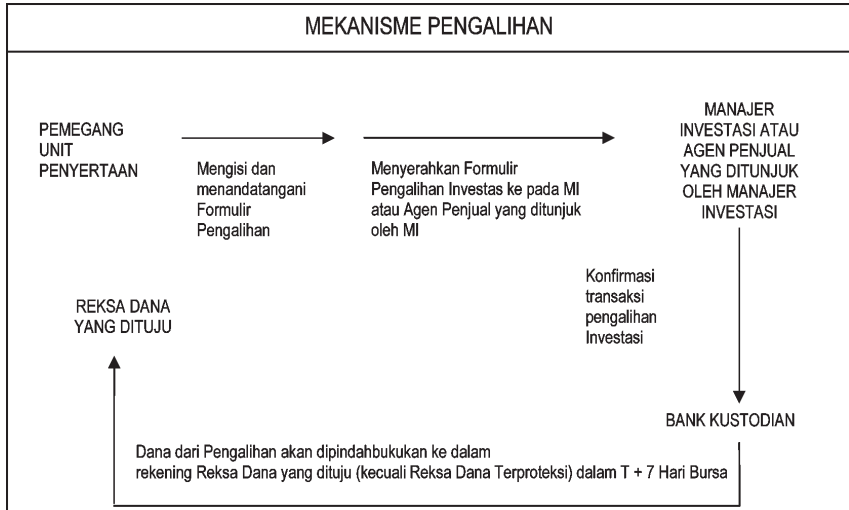 MEKANISME PENGALIHAN
PEMEGANG
UNIT
PENYERTAAN
Mengisi dan
menandatangani
Formulir
Pengalihan
Menyerahkan Formulir
Pengalihan Investas ke pada MI
atau Agen Penjual yang ditunjuk
oleh MI
MANAJER
INVESTASI ATAU
AGEN PENJUAL
YANG DITUNJUK
OLEH MANAJER
INVESTASI
Konfirmasi
transaksi
pengalihan
Investasi
REKSA DANA
YANG DITUJU
BANK KUSTODIAN
Dana dari Pengalihan akan dipindahbukukan ke dalam
rekening Reksa Dana yang dituju (kecuali Reksa Dana Terproteksi) dalam T + 7 Hari Bursa